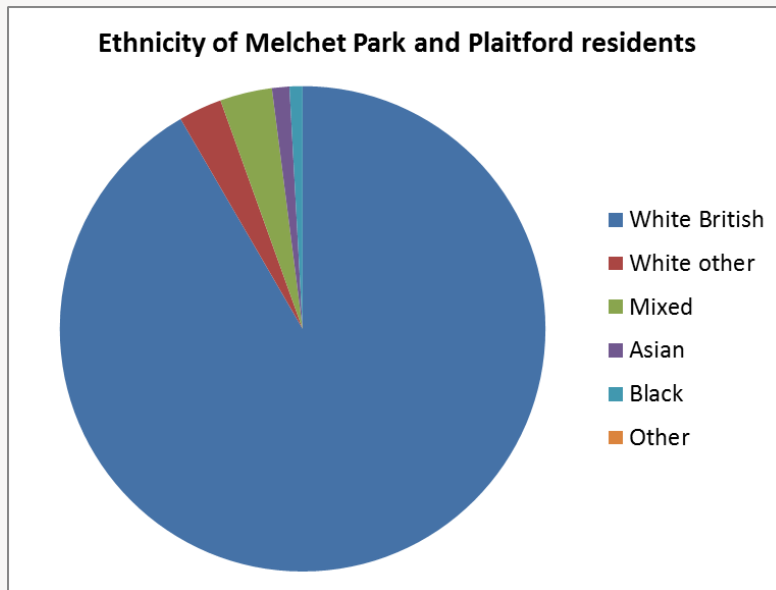 Ethnicity of Melchet Park and Plaitford residents
White British
White other
Mixed
Asian
Black
Other